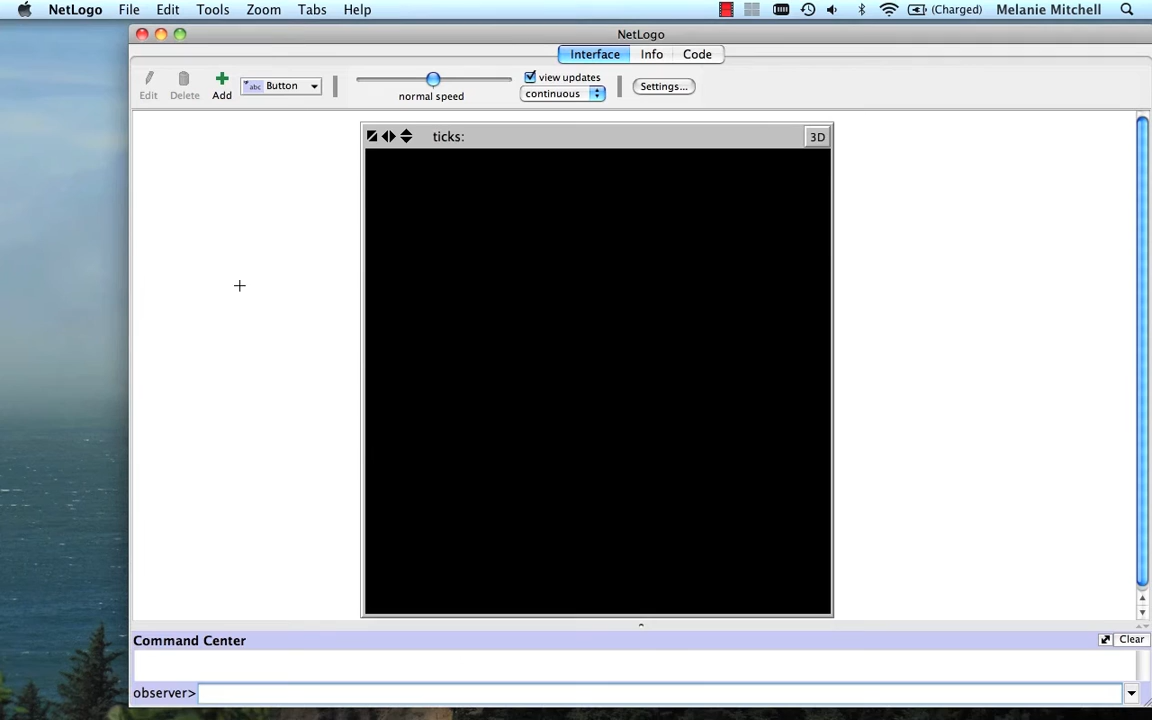 NetLogo File Edit Tools Zoom Tabs Help (Charged) Melanie Mitchell
NetLogo
Interface Info Code
Edit Delete Add abc Button normal speed view updates continuous Settings...
ticks: 3D
Command Center Clear
observer>